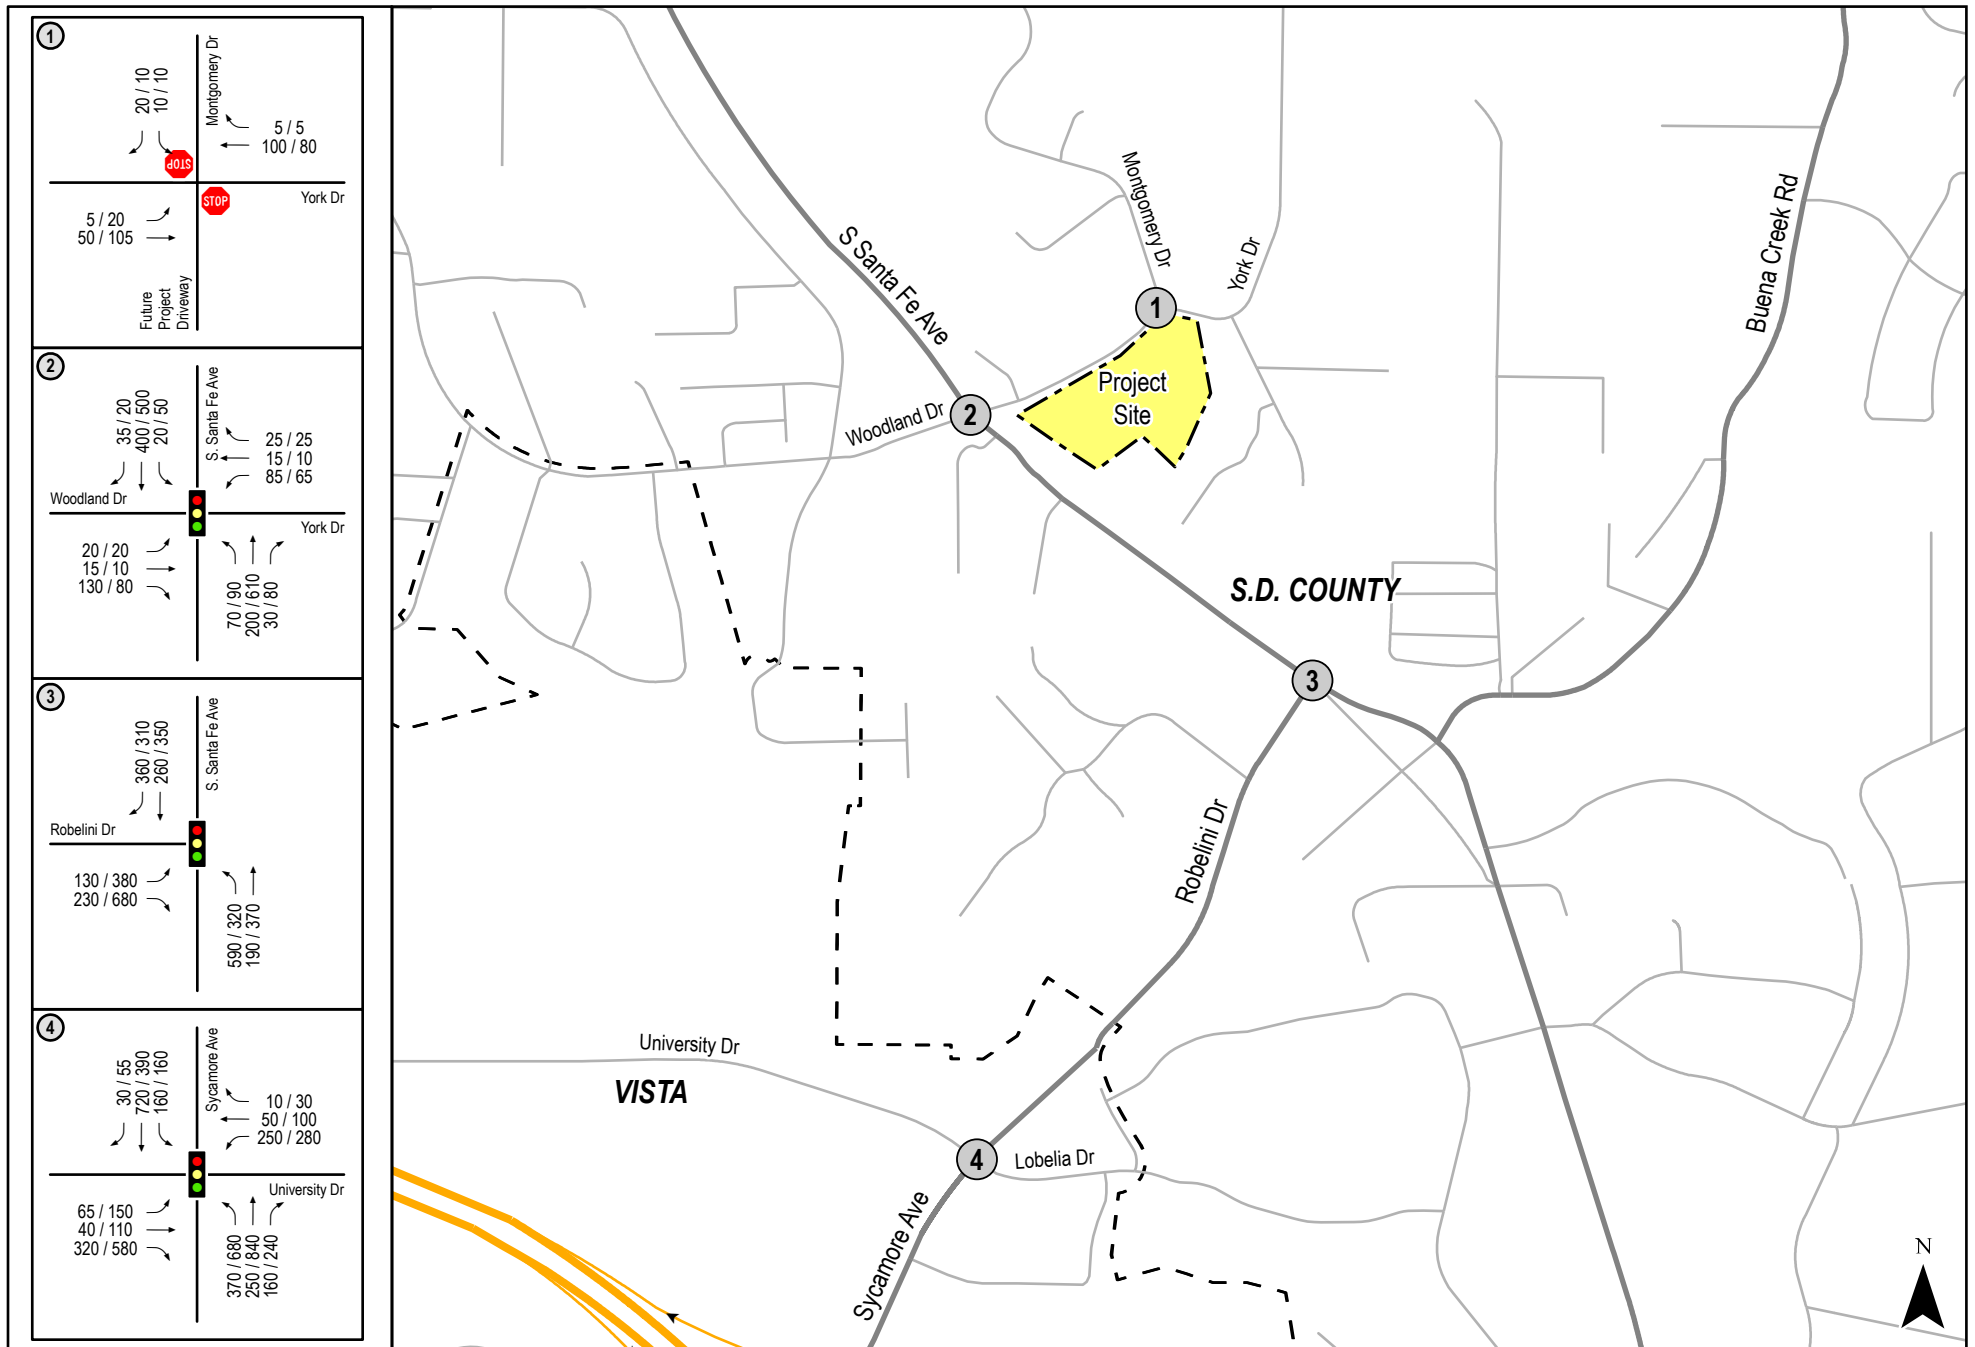 1
20 / 10
10 / 10
Montgomery Dr
5 / 5
100 / 80
STOP
STOP
York Dr
5 / 20
50 / 105
Future
Project
Driveway
2
35 / 20
400 / 500
20 / 50
S. Santa Fe Ave
25 / 25
15 / 10
85 / 65
Woodland Dr
York Dr
20 / 20
15 / 10
130 / 80
70 / 90
200 / 610
30 / 80
3
360 / 310
260 / 350
S. Santa Fe Ave
Robelini Dr
130 / 380
230 / 680
590 / 320
190 / 370
4
30 / 55
720 / 390
160 / 160
Sycamore Ave
10 / 30
50 / 100
250 / 280
University Dr
65 / 150
40 / 110
320 / 580
370 / 680
250 / 840
160 / 240
Montgomery Dr
S Santa Fe Ave
York Dr
Buena Creek Rd
1
Project
Site
2
Woodland Dr
S.D. COUNTY
3
Robelini Dr
University Dr
VISTA
4
Lobelia Dr
Sycamore Ave
N